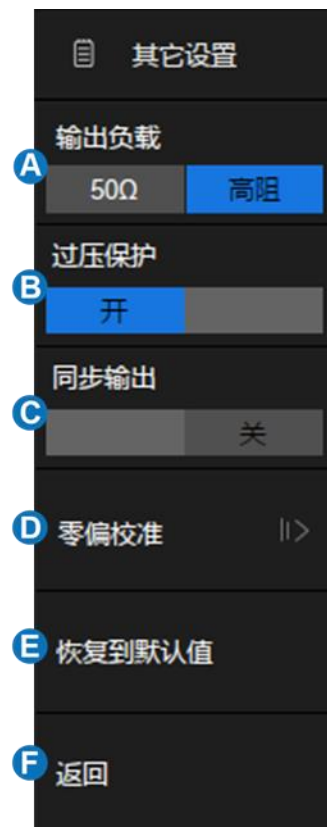 其它设置
输出负载
A
50Ω 高阻
过压保护
B
开
同步输出
C
关
D 零偏校准
E 恢复到默认值
F 返回